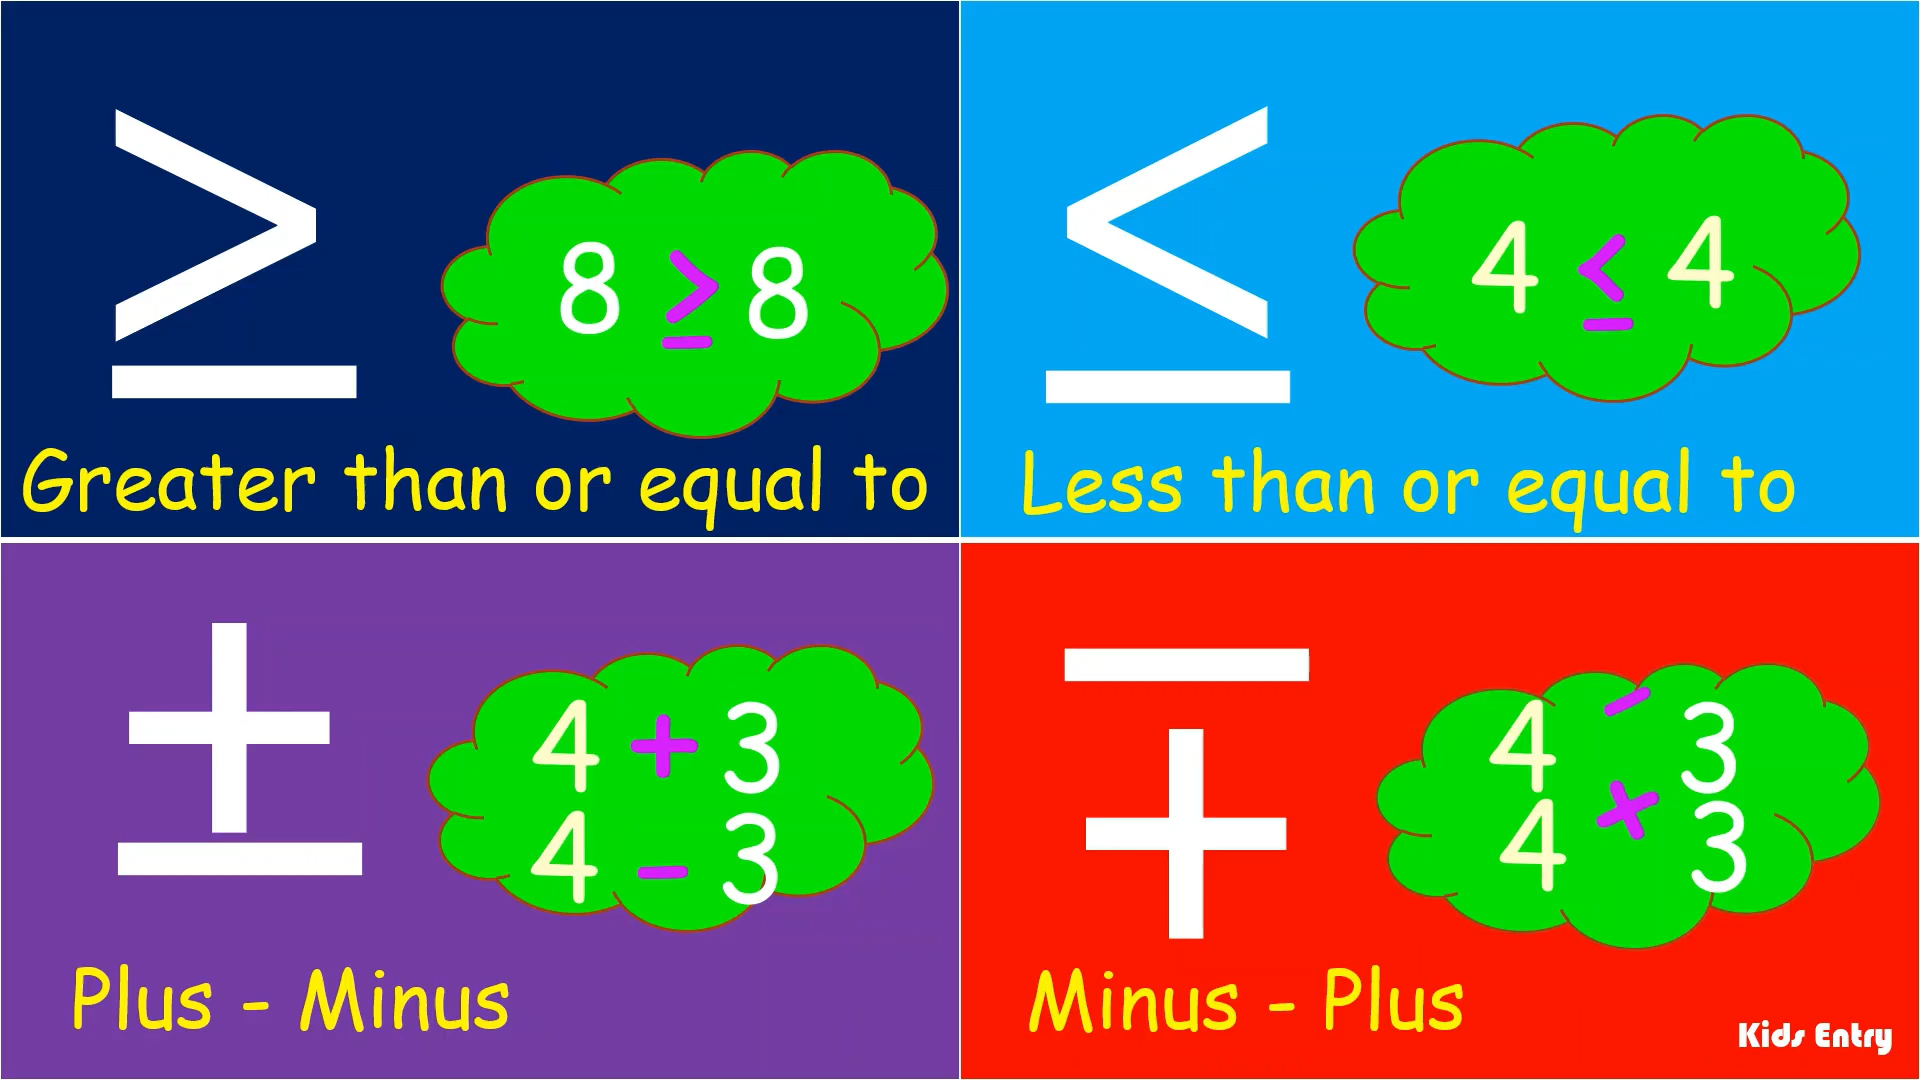 ≥
8 ≥ 8
Greater than or equal to
≤
4 ≤ 4
Less than or equal to
±
4 + 3
4 - 3
Plus - Minus
∓
4 - 3
4 + 3
Minus - Plus
Kids Entry